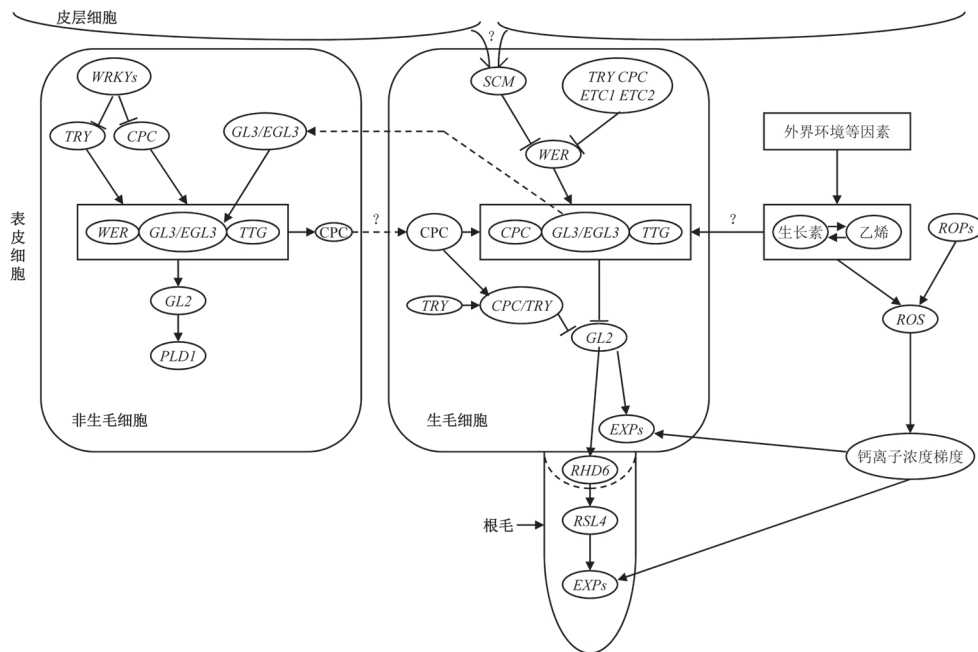 皮层细胞
?
WRKYs
SCM
TRY CPC
ETC1 ETC2
TRY
CPC
GL3/EGL3
WER
外界环境等因素
表皮细胞
WER
GL3/EGL3
TTG
CPC
?
CPC
CPC
GL3/EGL3
TTG
?
生长素
乙烯
ROPs
GL2
TRY
CPC/TRY
GL2
ROS
PLD1
非生毛细胞
生毛细胞
EXPs
钙离子浓度梯度
RHD6
根毛
RSL4
EXPs